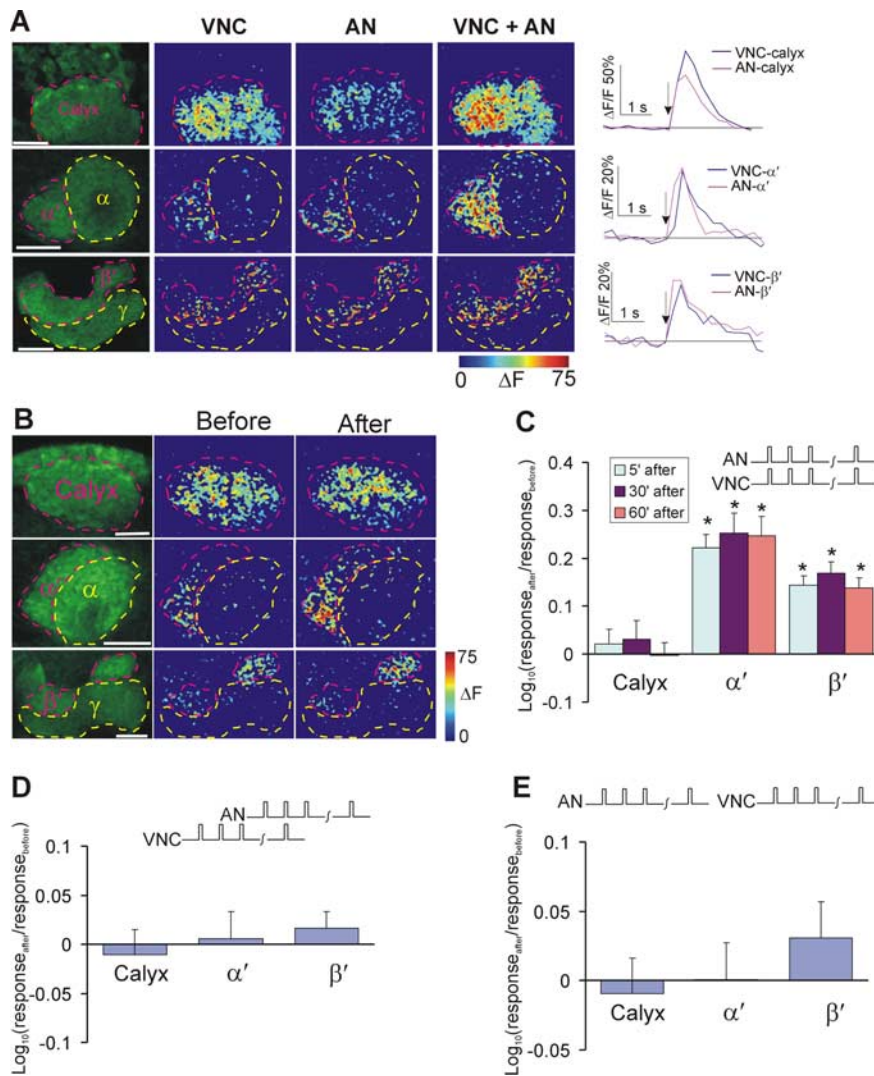 A
VNC
AN
VNC + AN
Calyx
ΔF/F 50%
1 s
VNC-calyx
AN-calyx
α'
α
ΔF/F 20%
1 s
VNC-α'
AN-α'
β'
γ
ΔF/F 20%
1 s
VNC-β'
AN-β'
0
ΔF
75
B
Before
After
Calyx
α'
α
β'
γ
75
ΔF
0
C
AN
VNC
5' after
30' after
60' after
Log10(responseafter/responsebefore)
0.4
0.3
0.2
0.1
0
-0.1
* * *
* * *
Calyx
α'
β'
D
AN
VNC
Log10(responseafter/responsebefore)
0.1
0.05
0
-0.05
-0.1
Calyx
α'
β'
E
AN
VNC
Log10(responseafter/responsebefore)
0.1
0.05
0
-0.05
Calyx
α'
β'